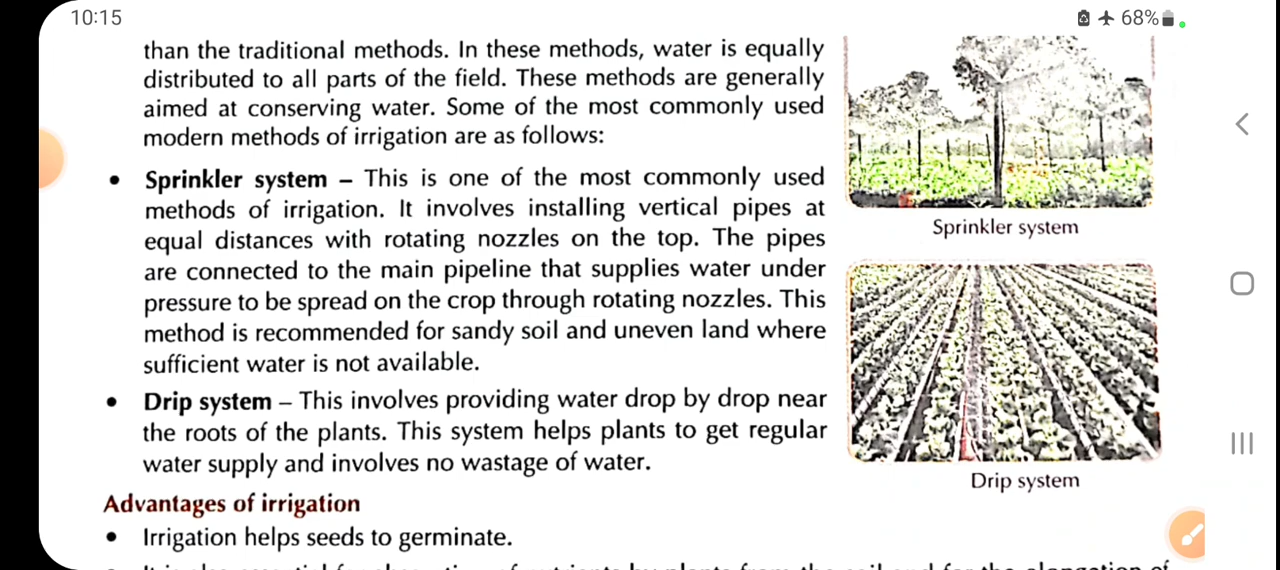 10:15
68%
than the traditional methods. In these methods, water is equally
distributed to all parts of the field. These methods are generally
aimed at conserving water. Some of the most commonly used
modern methods of irrigation are as follows:
• Sprinkler system – This is one of the most commonly used
methods of irrigation. It involves installing vertical pipes at
equal distances with rotating nozzles on the top. The pipes
are connected to the main pipeline that supplies water under
pressure to be spread on the crop through rotating nozzles. This
method is recommended for sandy soil and uneven land where
sufficient water is not available.
Sprinkler system
• Drip system – This involves providing water drop by drop near
the roots of the plants. This system helps plants to get regular
water supply and involves no wastage of water.
Drip system
Advantages of irrigation
• Irrigation helps seeds to germinate.